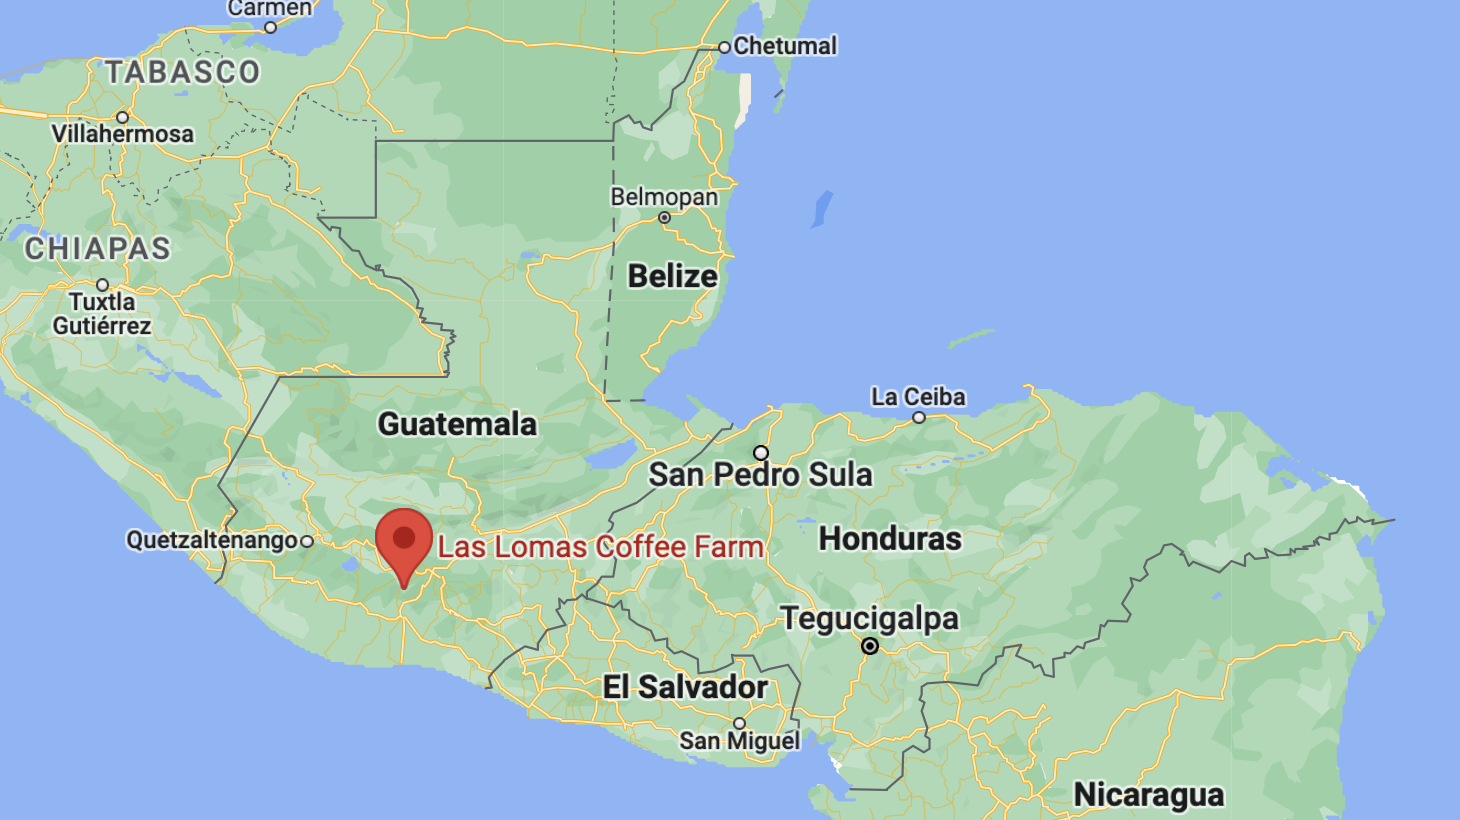 Carmen
Chetumal
TABASCO
Villahermosa
Belmopan
CHIAPAS
Belize
Tuxtla
Gutiérrez
La Ceiba
Guatemala
San Pedro Sula
Quetzaltenango
Las Lomas Coffee Farm
Honduras
Tegucigalpa
El Salvador
San Miguel
Nicaragua